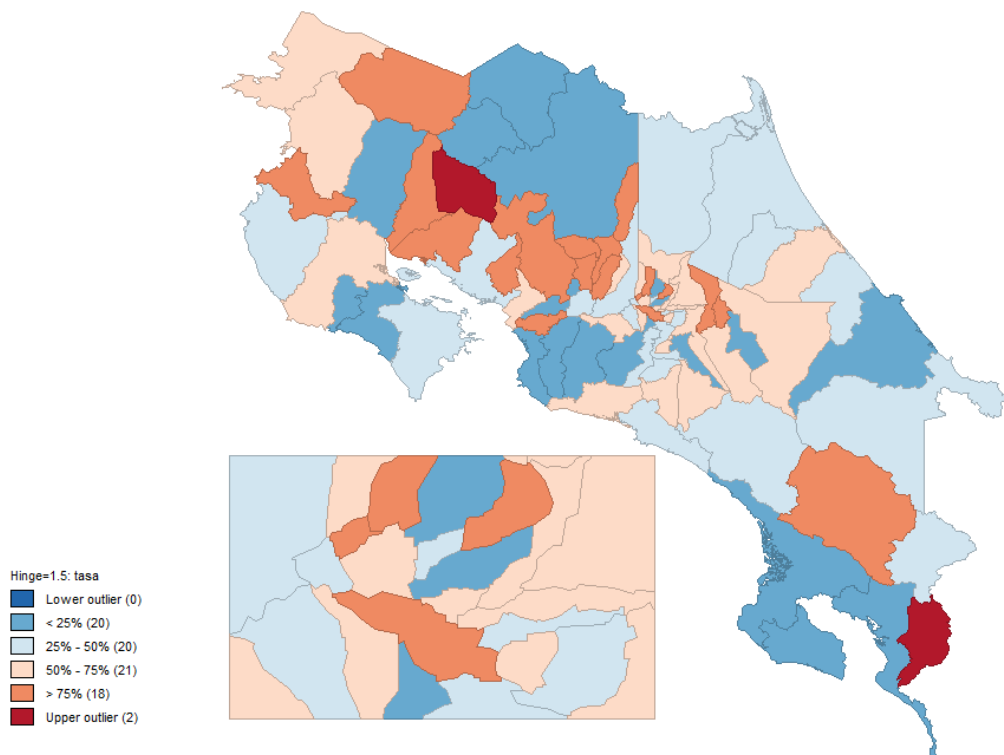 Hinge=1.5: tasa
Lower outlier (0)
< 25% (20)
25% - 50% (20)
50% - 75% (21)
> 75% (18)
Upper outlier (2)